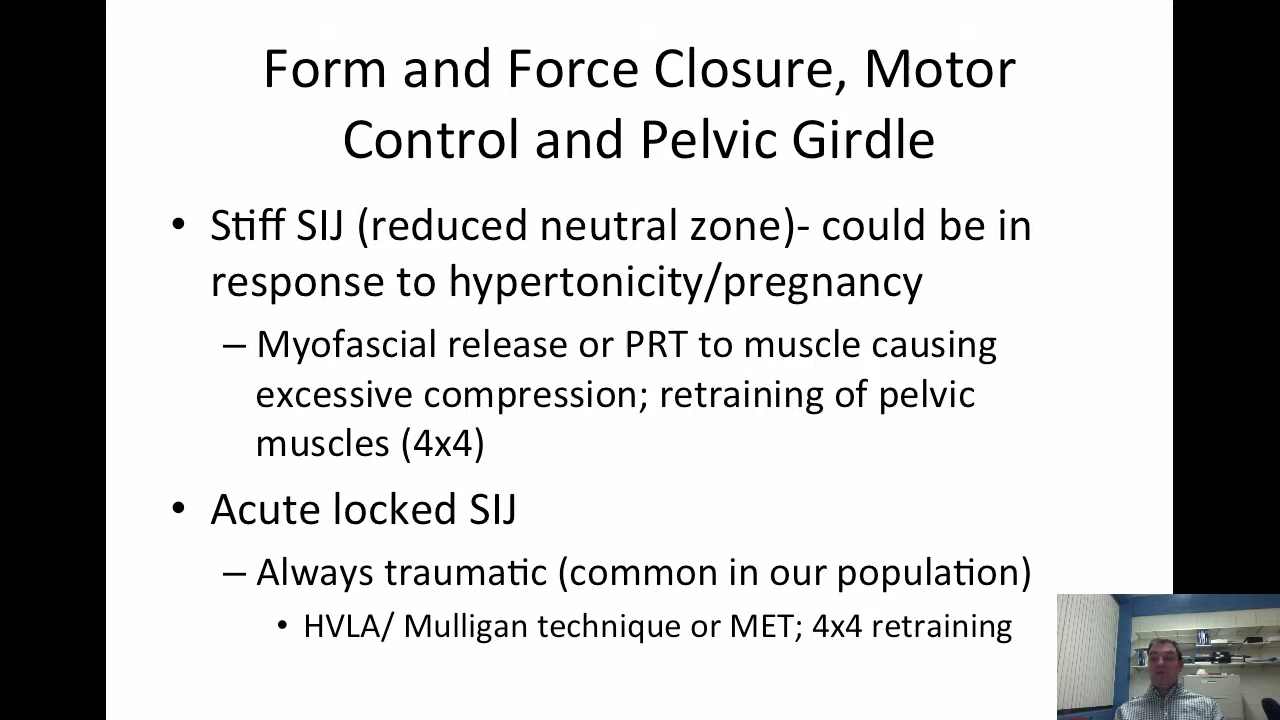 Form and Force Closure, Motor
Control and Pelvic Girdle
• Stiff SIJ (reduced neutral zone)- could be in
response to hypertonicity/pregnancy
– Myofascial release or PRT to muscle causing
excessive compression; retraining of pelvic
muscles (4x4)
• Acute locked SIJ
– Always traumatic (common in our population)
• HVLA/ Mulligan technique or MET; 4x4 retraining